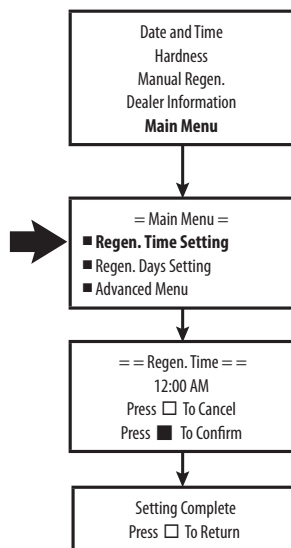 Date and Time
Hardness
Manual Regen.
Dealer Information
Main Menu
= Main Menu =
■ Regen. Time Setting
■ Regen. Days Setting
■ Advanced Menu
= = Regen. Time = =
12:00 AM
Press □ To Cancel
Press ■ To Confirm
Setting Complete
Press □ To Return